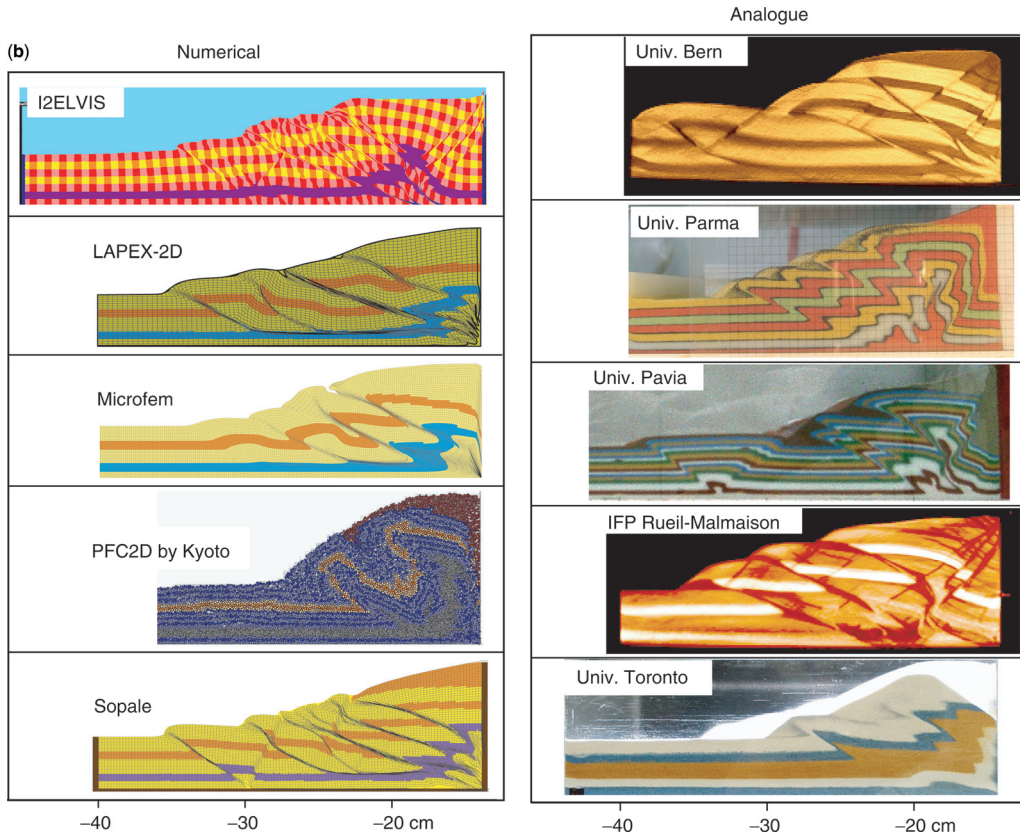 (b)
Numerical
I2ELVIS
LAPEX-2D
Microfem
PFC2D by Kyoto
Sopale
−40
−30
−20 cm
Analogue
Univ. Bern
Univ. Parma
Univ. Pavia
IFP Rueil-Malmaison
Univ. Toronto
−40
−30
−20 cm